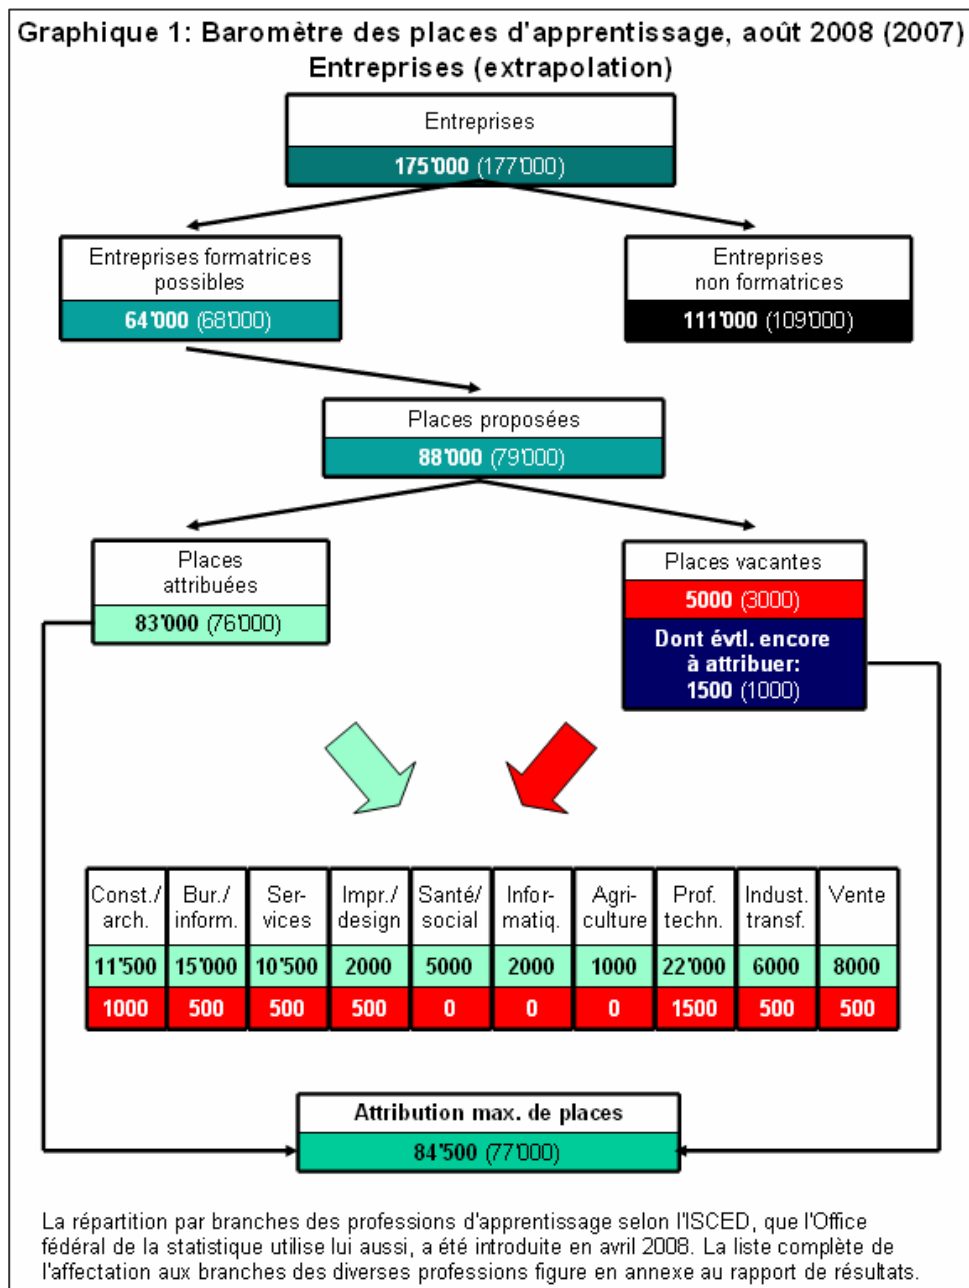 Graphique 1: Baromètre des places d'apprentissage, août 2008 (2007)
Entreprises (extrapolation)
Entreprises
175'000 (177'000)
Entreprises formatrices
possibles
64'000 (68'000)
Entreprises
non formatrices
111'000 (109'000)
Places proposées
88'000 (79'000)
Places
attribuées
83'000 (76'000)
Places vacantes
5000 (3000)
Dont évtl. encore
à attribuer:
1500 (1000)
Const./ Bur./ Ser- Impr./ Santé/ Infor- Agri- Prof. Indust. Vente
arch. inform. vices design social matiq. culture techn. transf.
11'500 15'000 10'500 2000 5000 2000 1000 22'000 6000 8000
1000 500 500 500 0 0 0 1500 500 500
Attribution max. de places
84'500 (77'000)
La répartition par branches des professions d'apprentissage selon l'ISCED, que l'Office
fédéral de la statistique utilise lui aussi, a été introduite en avril 2008. La liste complète de
l'affectation aux branches des diverses professions figure en annexe au rapport de résultats.